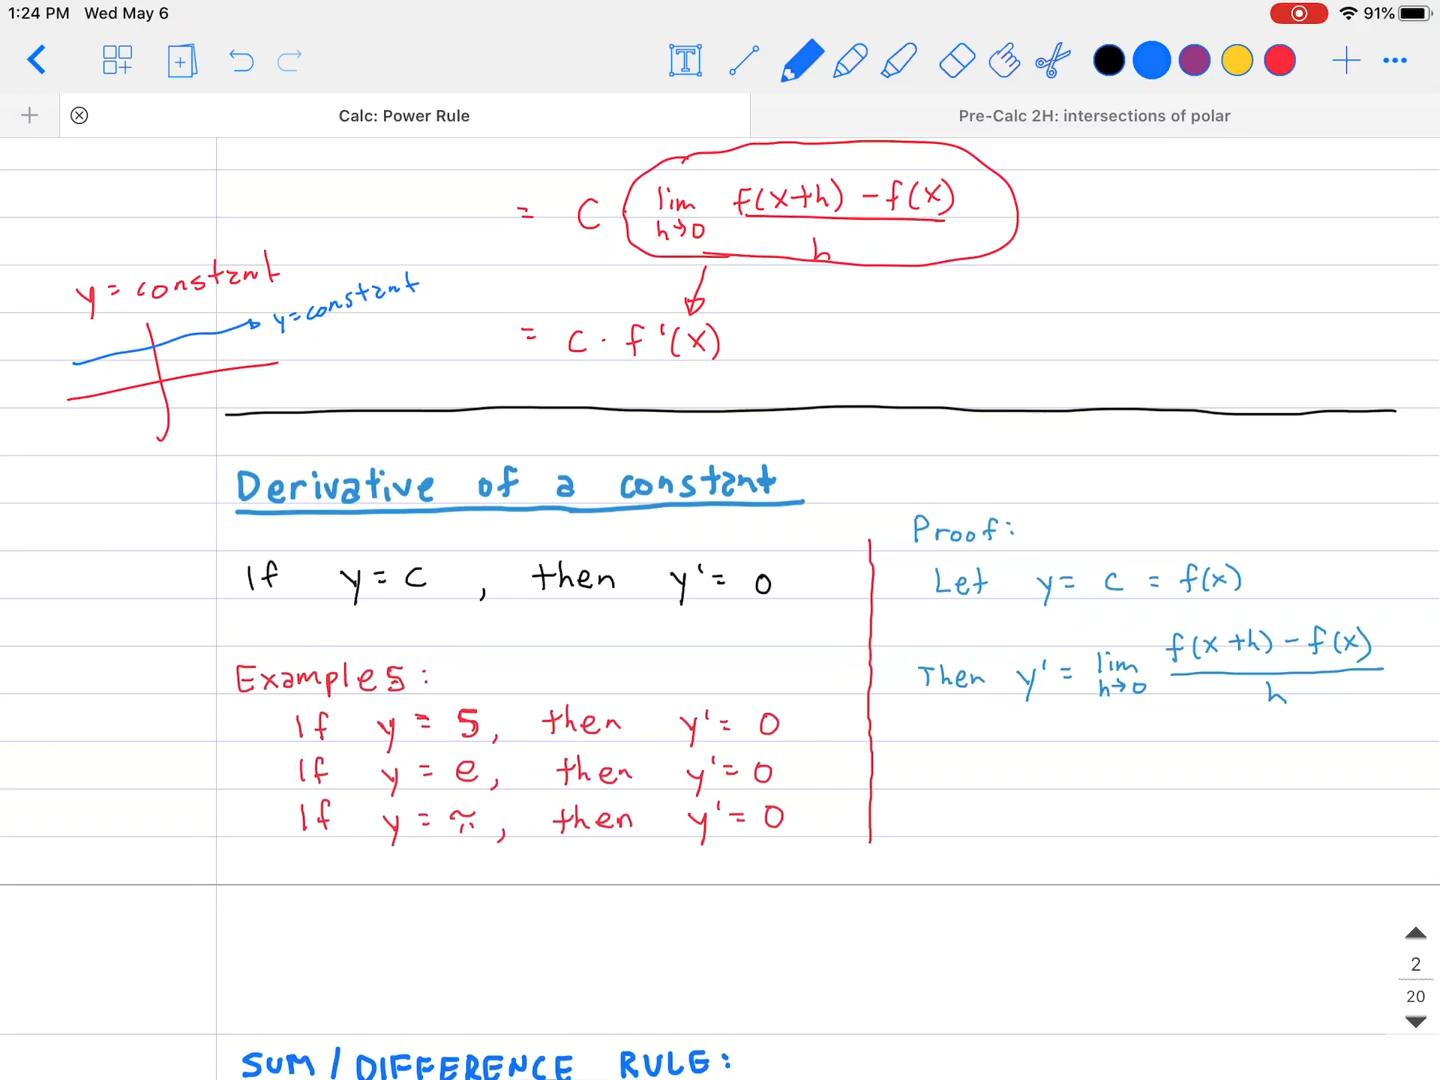 1:24 PM Wed May 6
91%
Calc: Power Rule
Pre-Calc 2H: intersections of polar
= C lim h→0 f(x+h) - f(x) / h
y = constant
y = constant
= C · f'(x)
Derivative of a constant
If y = c , then y' = 0
Examples:
If y = 5, then y' = 0
If y = e, then y' = 0
If y = π, then y' = 0
Proof:
Let y = c = f(x)
Then y' = lim h→0 f(x+h) - f(x) / h
2
20
SUM / DIFFERENCE RULE: